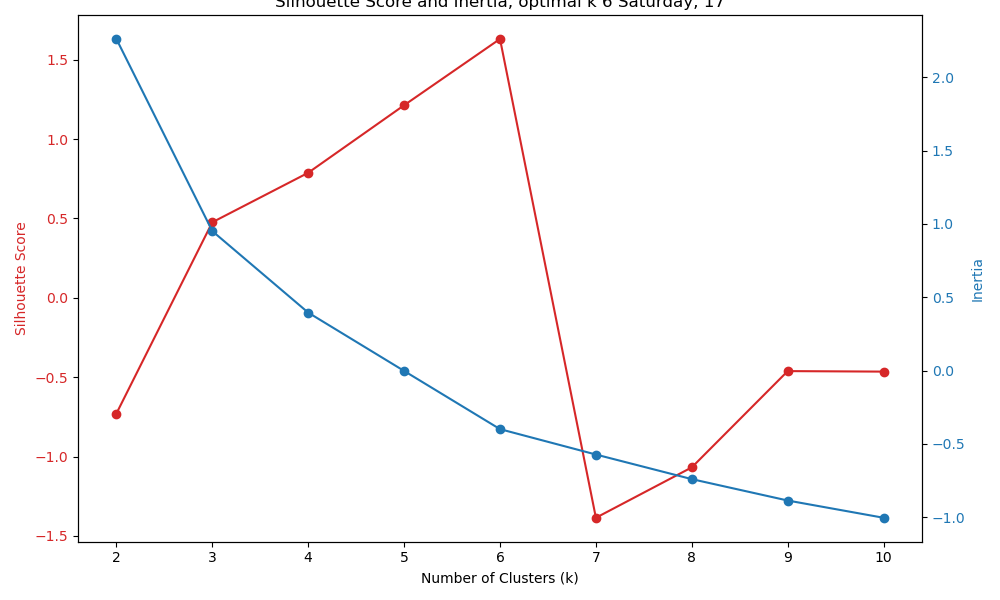 Silhouette Score and Inertia, optimal k 6 Saturday, 17
Silhouette Score
1.5
1.0
0.5
0.0
−0.5
−1.0
−1.5
2.0
1.5
1.0
0.5
0.0
−0.5
−1.0
Inertia
2 3 4 5 6 7 8 9 10
Number of Clusters (k)